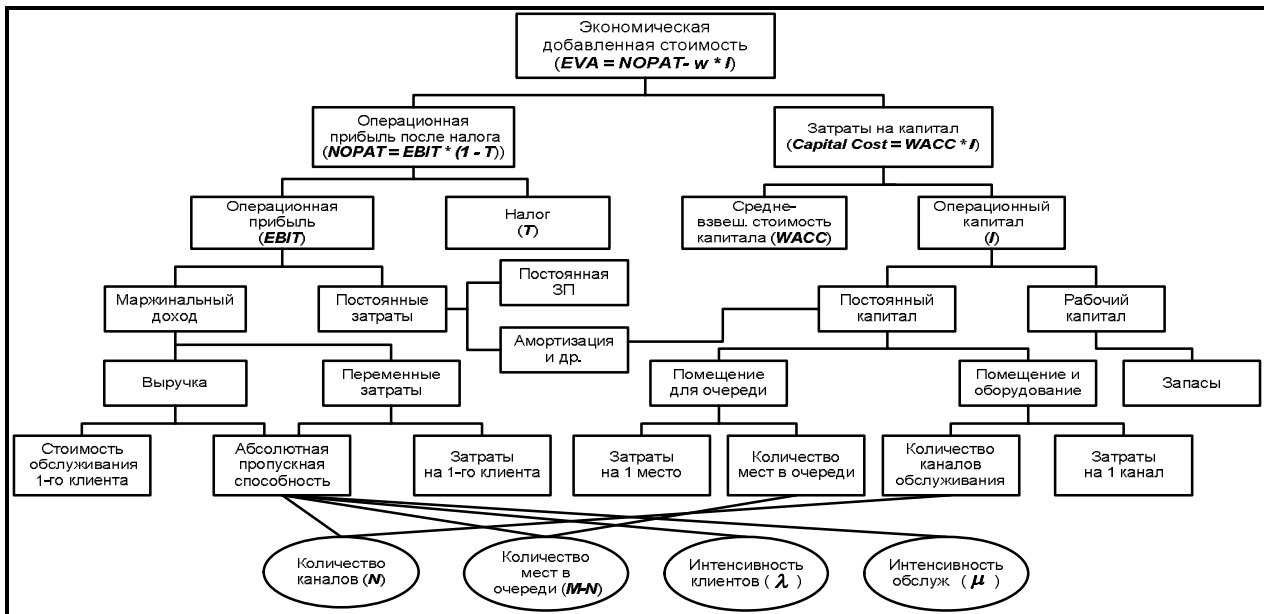 Экономическая
добавленная стоимость
(EVA = NOPAT- w * I)
Операционная
прибыль после налога
(NOPAT = EBIT * (1 - T))
Затраты на капитал
(Capital Cost = WACC * I)
Операционная
прибыль
(EBIT)
Налог
(T)
Средне-
взвеш. стоимость
капитала (WACC)
Операционный
капитал
(I)
Маржинальный
доход
Постоянные
затраты
Постоянная
ЗП
Амортизация
и др.
Постоянный
капитал
Рабочий
капитал
Выручка
Переменные
затраты
Помещение
для очереди
Помещение и
оборудование
Запасы
Стоимость
обслуживания
1-го клиента
Абсолютная
пропускная
способность
Затраты
на 1-го клиента
Затраты
на 1 место
Количество
мест в очереди
Количество
каналов
обслуживания
Затраты
на 1 канал
Количество
каналов (N)
Количество
мест в
очереди (M-N)
Интенсивность
клиентов ( λ )
Интенсивность
обслуж. ( μ )